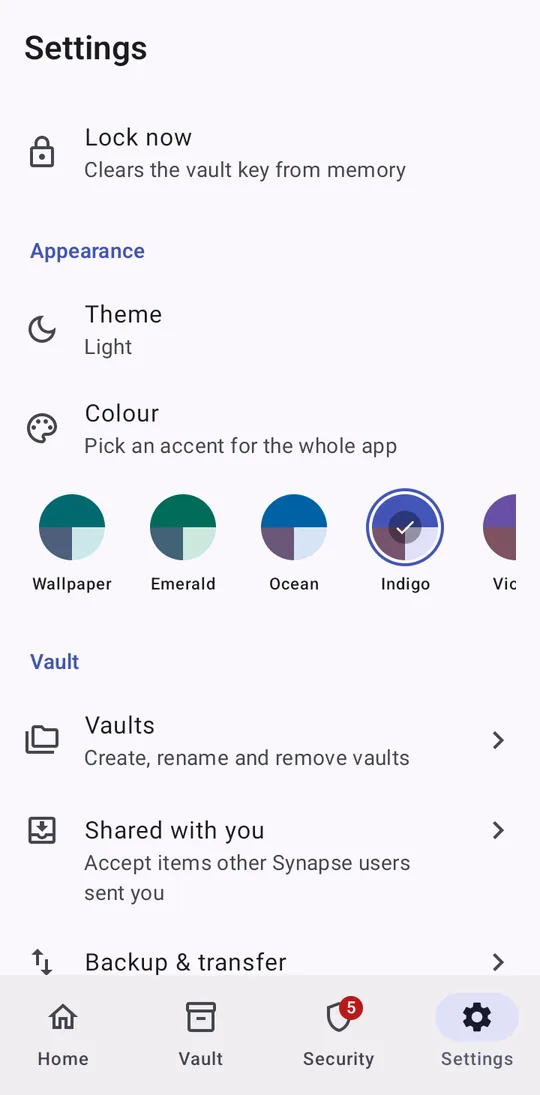 Settings
Lock now
Clears the vault key from memory
Appearance
Theme
Light
Colour
Pick an accent for the whole app
Wallpaper
Emerald
Ocean
Indigo
Vio
Vault
Vaults
Create, rename and remove vaults
Shared with you
Accept items other Synapse users
sent you
Backup & transfer
5
Home
Vault
Security
Settings